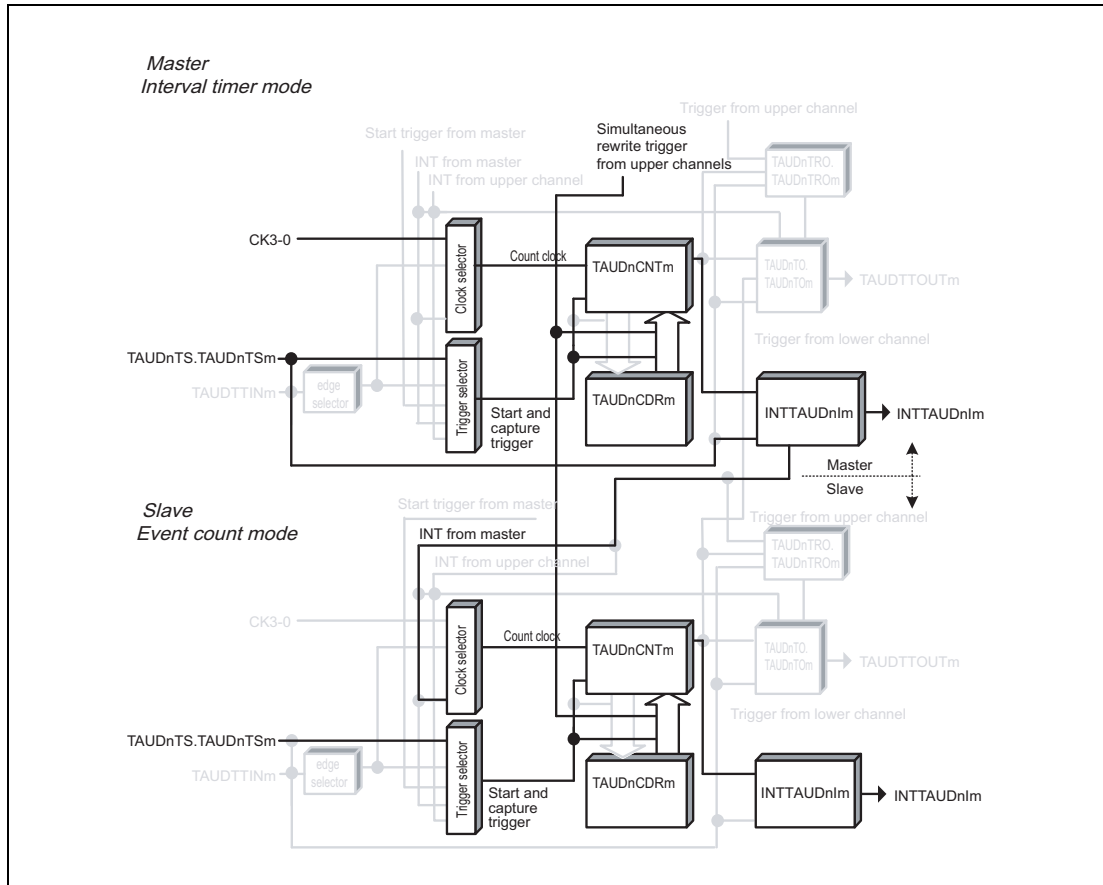 Master
Interval timer mode
Trigger from upper channel
Start trigger from master
Simultaneous
rewrite trigger
from upper channels
INT from master
INT from upper channel
TAUDnTRO.
TAUDnTROm
CK3-0
Clock selector
Count clock
TAUDnCNTm
TAUDnTO.
TAUDnTOm
TAUDTTOUTm
Trigger from lower channel
TAUDnTS.TAUDnTSm
TAUDTTINm
edge
selector
Trigger selector
Start and
capture
trigger
TAUDnCDRm
INTTAUDnIm
INTTAUDnIm
Master
Slave
Slave
Event count mode
Start trigger from master
INT from master
INT from upper channel
Trigger from upper channel
TAUDnTRO.
TAUDnTROm
CK3-0
Clock selector
Count clock
TAUDnCNTm
TAUDnTO.
TAUDnTOm
TAUDTTOUTm
Trigger from lower channel
TAUDnTS.TAUDnTSm
TAUDTTINm
edge
selector
Trigger selector
Start and
capture
trigger
TAUDnCDRm
INTTAUDnIm
INTTAUDnIm